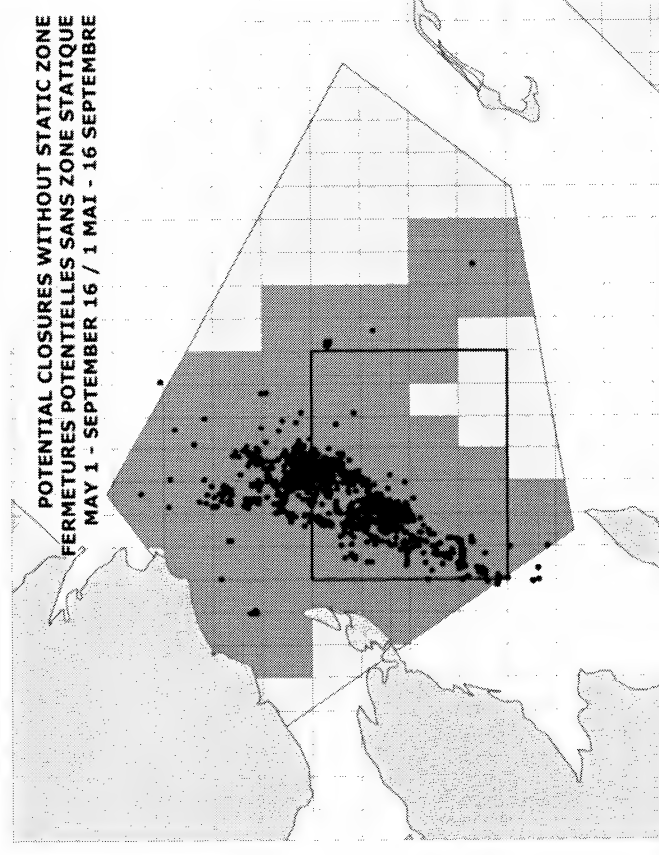 POTENTIAL CLOSURES WITHOUT STATIC ZONE
FERMETURES POTENTIELLES SANS ZONE STATIQUE
MAY 1 - SEPTEMBER 16 / 1 MAI - 16 SEPTEMBRE